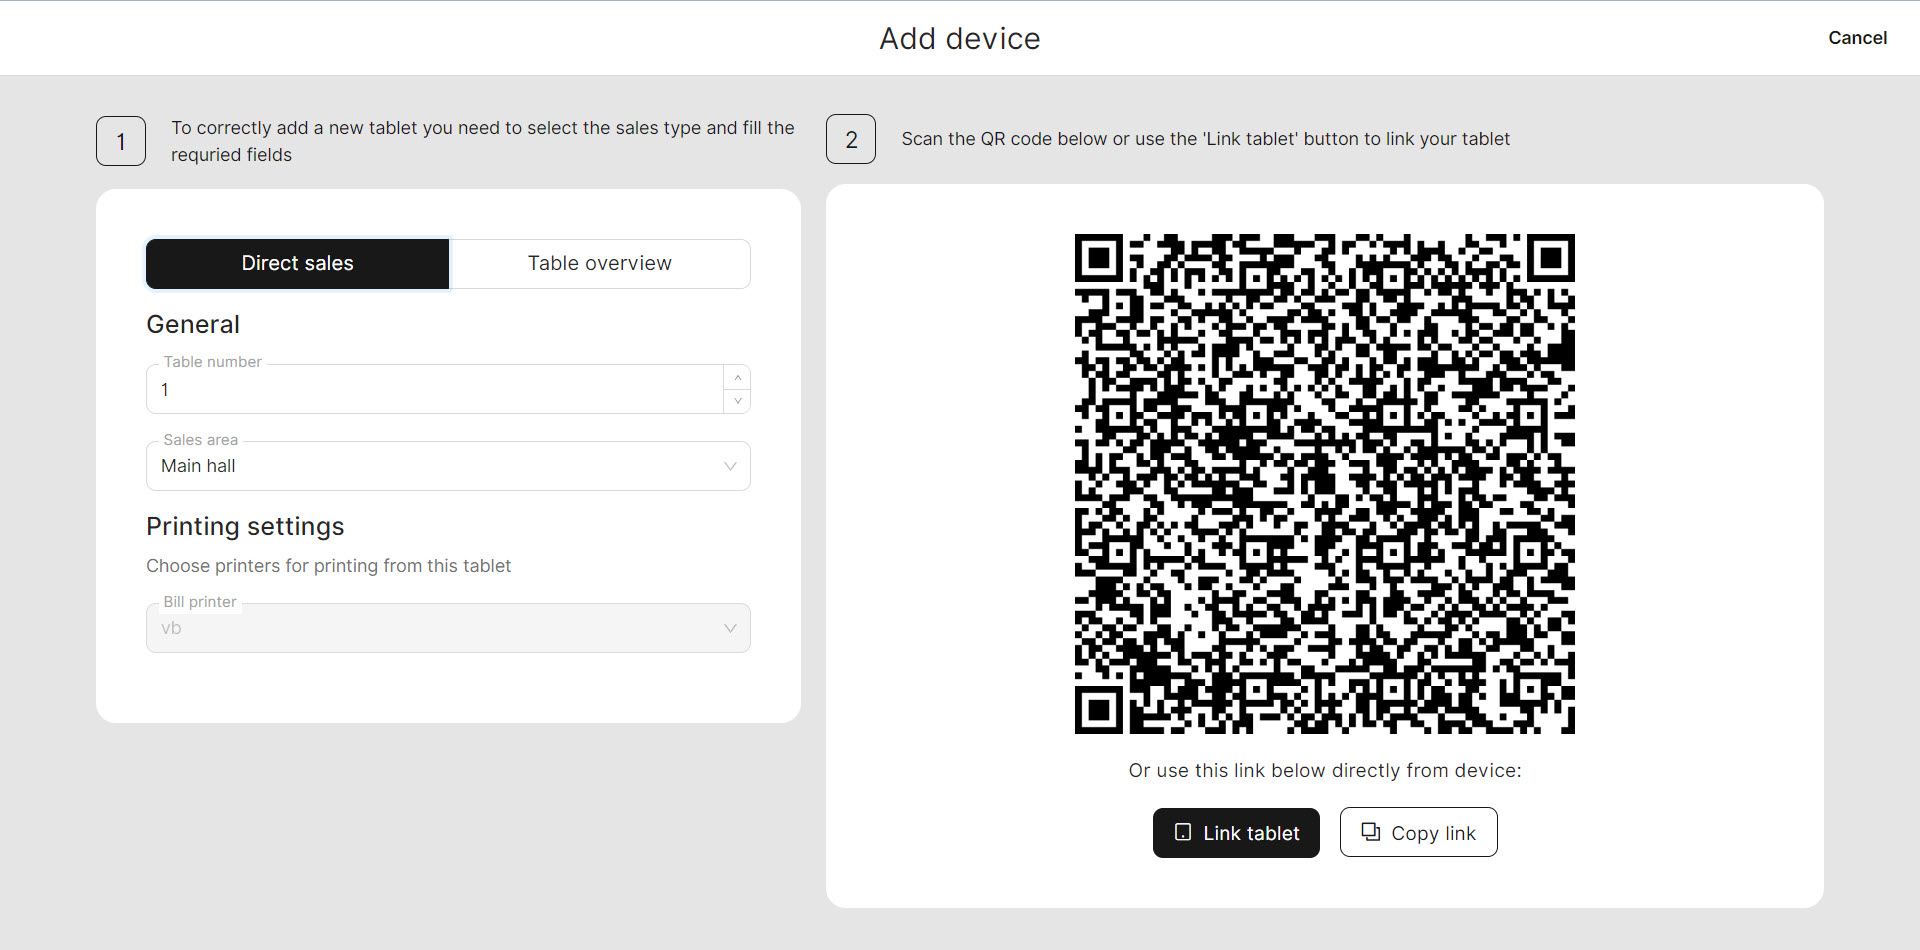 Add device
Cancel
1
To correctly add a new tablet you need to select the sales type and fill the
requried fields
Direct sales
Table overview
General
Table number
1
Sales area
Main hall
Printing settings
Choose printers for printing from this tablet
Bill printer
vb
2
Scan the QR code below or use the 'Link tablet' button to link your tablet
Or use this link below directly from device:
Link tablet
Copy link